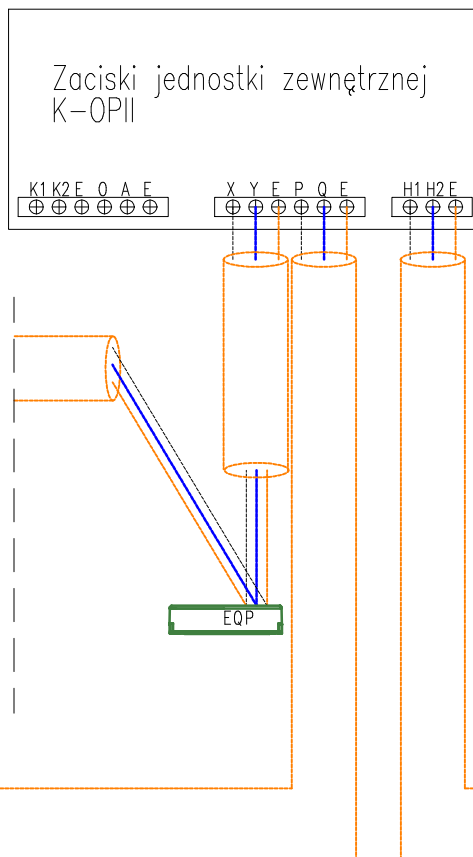 Zaciski jednostki zewnętrznej
K-OPII
K1 K2 E O A E
X Y E P Q E
H1 H2 E
EQP